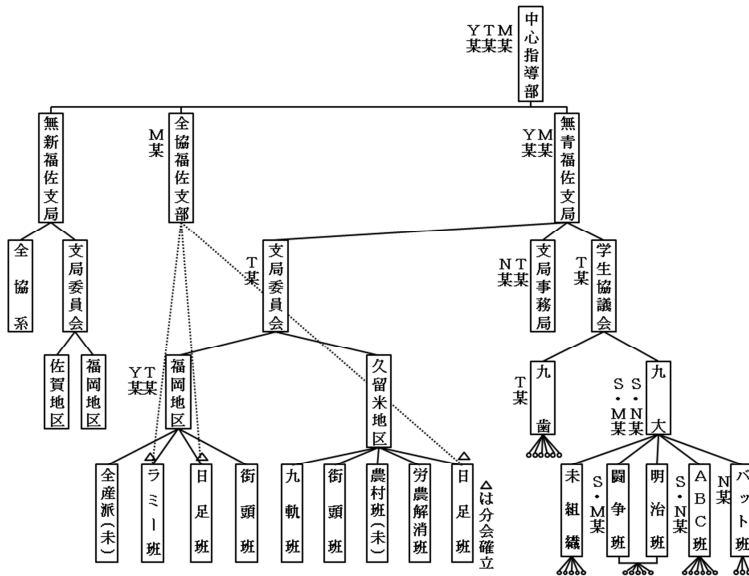 中心指導部
M某
T某
Y某
無青福佐支局
M某
Y某
全協福佐支部
M某
無新福佐支局
学生協議会
T某
支局事務局
T某
N某
支局委員会
T某
支局委員会
全協系
九大
S・N某
S・M某
九歯
T某
久留米地区
福岡地区
T某
Y某
福岡地区
佐賀地区
バット班
N某
ABC班
S・N某
明治班
闘争班
S・M某
未組織
△は分会確立
日足班
労農解消班
農村班(未)
街頭班
九軌班
街頭班
日足班
ラミー班
全産派(未)